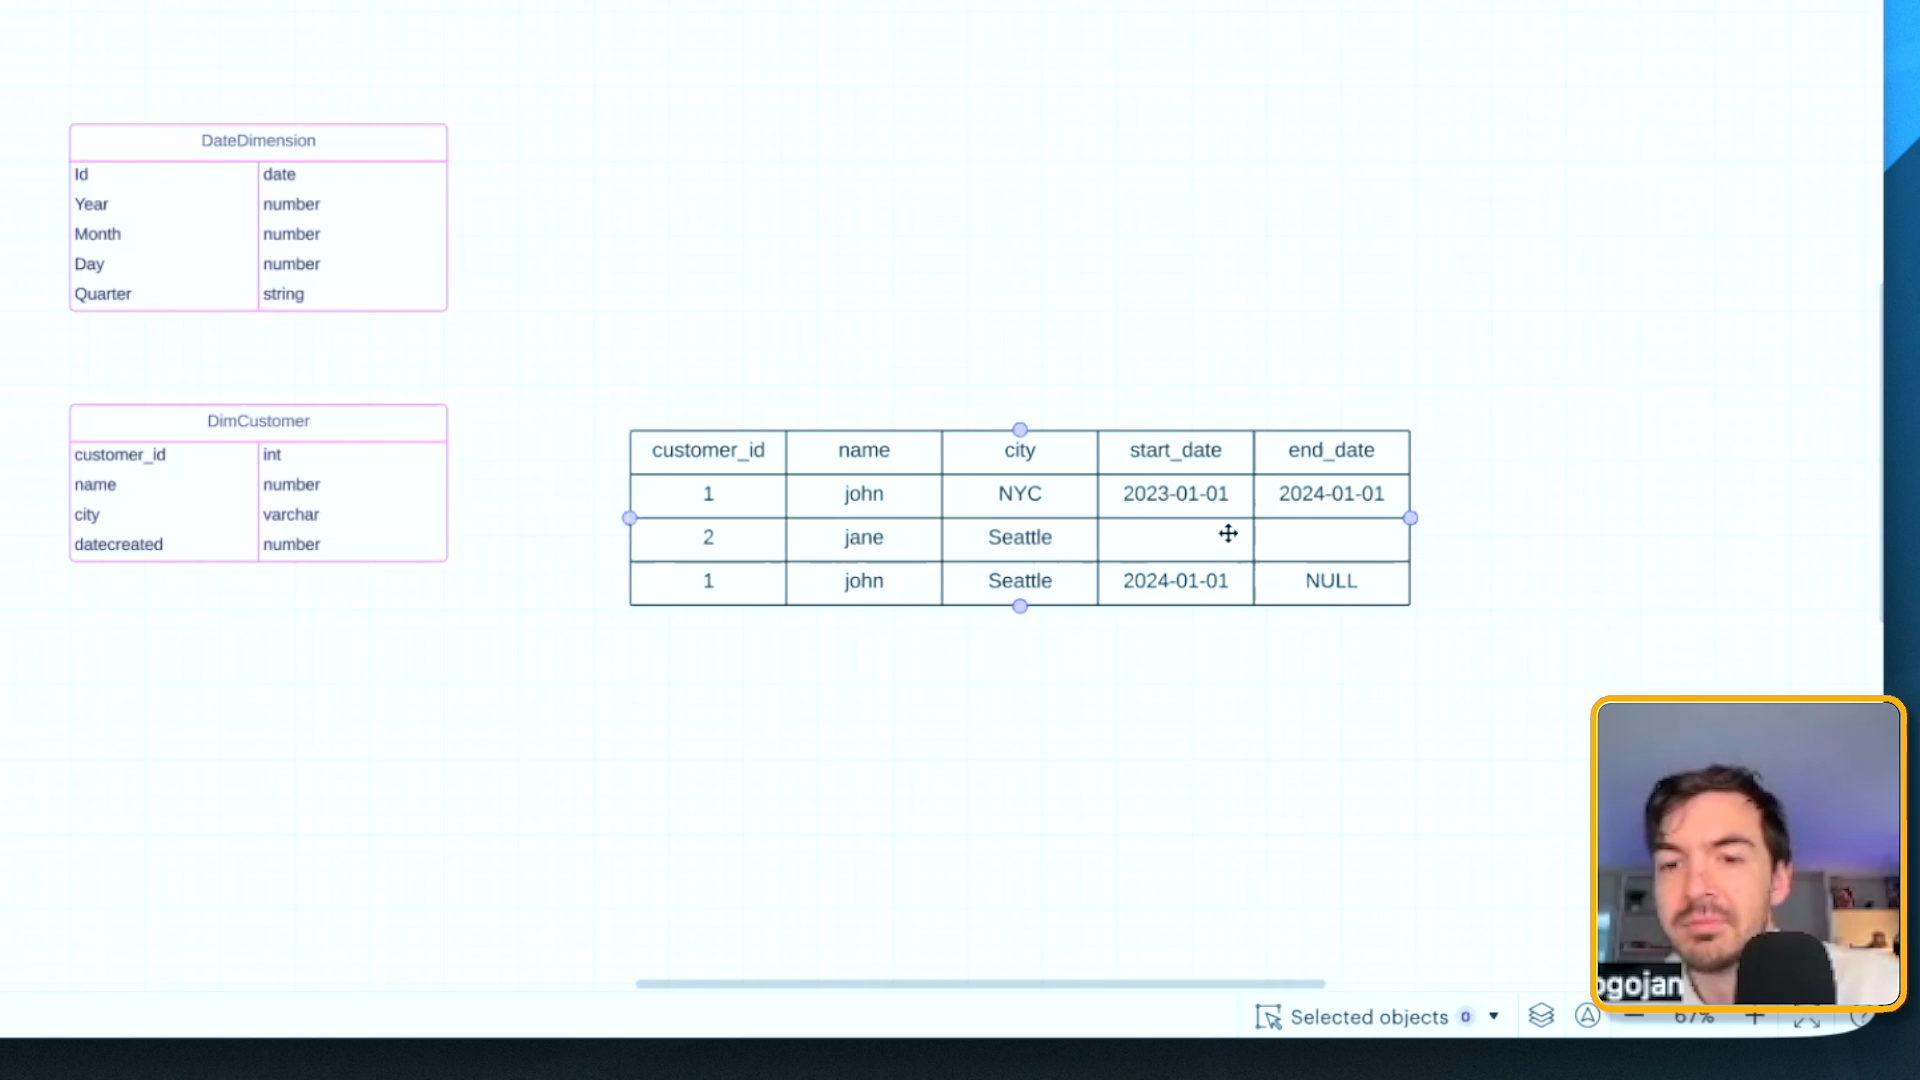 DateDimension
Id date
Year number
Month number
Day number
Quarter string
DimCustomer
customer_id int
name number
city varchar
datecreated number
customer_id name city start_date end_date
1 john NYC 2023-01-01 2024-01-01
2 jane Seattle
1 john Seattle 2024-01-01 NULL
ogojan
Selected objects 0
67%